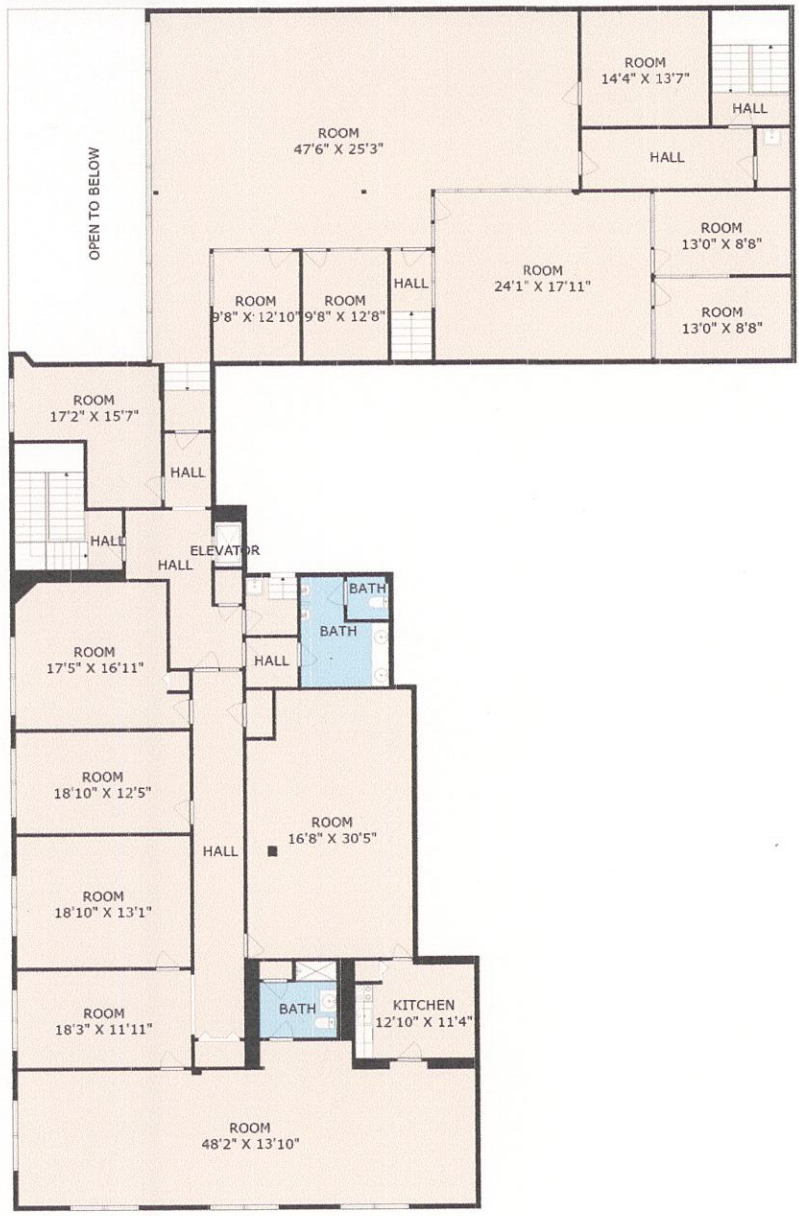 ROOM
14'4" X 13'7"
HALL
ROOM
47'6" X 25'3"
HALL
OPEN TO BELOW
ROOM
13'0" X 8'8"
ROOM
24'1" X 17'11"
HALL
ROOM
9'8" X 12'10"
ROOM
9'8" X 12'8"
ROOM
13'0" X 8'8"
ROOM
17'2" X 15'7"
HALL
HALL
ELEVATOR
HALL
BATH
BATH
ROOM
17'5" X 16'11"
HALL
ROOM
18'10" X 12'5"
ROOM
16'8" X 30'5"
HALL
ROOM
18'10" X 13'1"
ROOM
18'3" X 11'11"
BATH
KITCHEN
12'10" X 11'4"
ROOM
48'2" X 13'10"